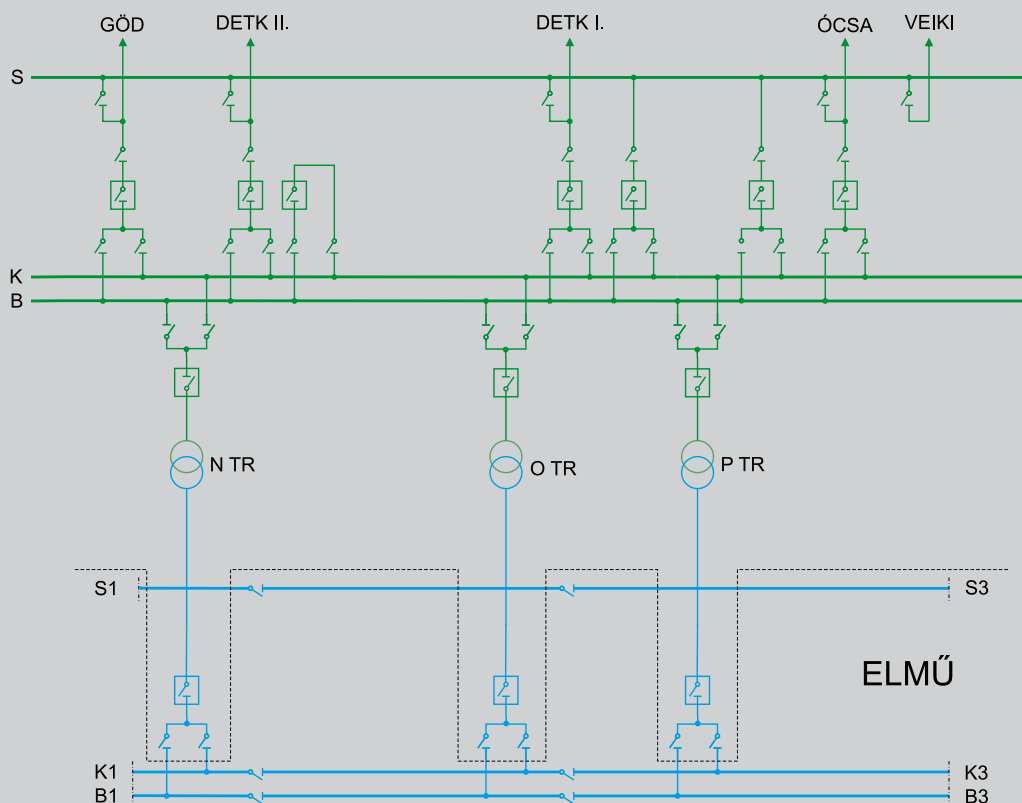 GÖD
DETK II.
DETK I.
ÓCSA
VEIKI
S
K
B
N TR
O TR
P TR
S1
S3
ELMŰ
K1
K3
B1
B3